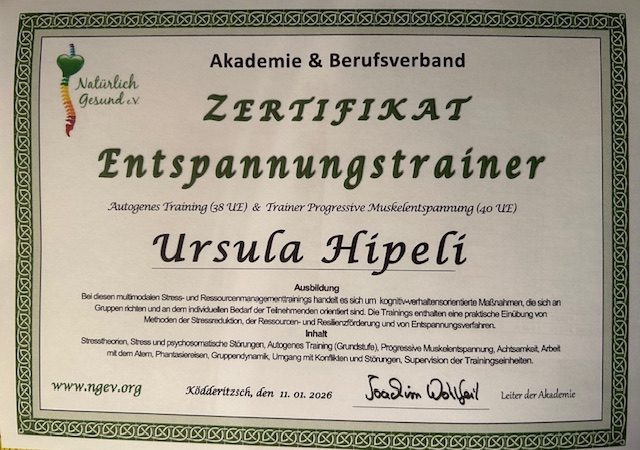 Natürlich
Gesund e.V.
Akademie & Berufsverband
ZERTIFIKAT
Entspannungstrainer
Autogenes Training (38 UE) & Trainer Progressive Muskelentspannung (40 UE)
Ursula Hipeli
Ausbildung
Bei diesen multimodalen Stress- und Ressourcenmanagementtrainings handelt es sich um kognitiv-verhaltensorientierte Maßnahmen, die sich an
Gruppen richten und an dem individuellen Bedarf der Teilnehmenden orientiert sind. Die Trainings enthalten eine praktische Einübung von
Methoden der Stressreduktion, der Ressourcen- und Resilienzförderung und von Entspannungsverfahren.
Inhalt
Stresstheorien, Stress und psychosomatische Störungen, Autogenes Training (Grundstufe), Progressive Muskelentspannung, Achtsamkeit, Arbeit
mit dem Atem, Phantasiereisen, Gruppendynamik, Umgang mit Konflikten und Störungen, Supervision der Trainingseinheiten.
www.ngev.org
Ködderitzsch, den 11. 01. 2026
Joachim Wohlfeil
Leiter der Akademie